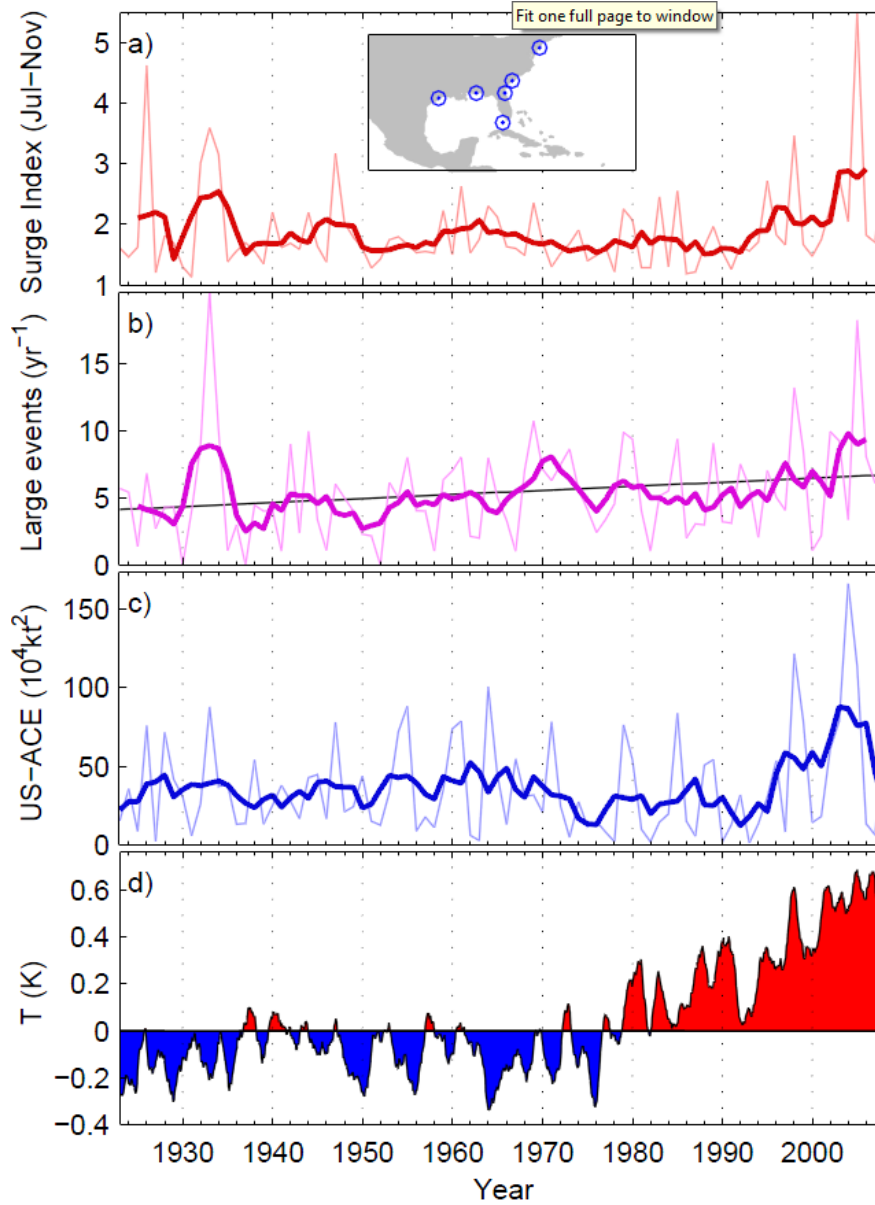 Fit one full page to window
a)
Surge Index (Jul-Nov)
5
4
3
2
1
b)
Large events (yr⁻¹)
15
10
5
0
c)
US-ACE (10⁴kt²)
150
100
50
0
d)
T (K)
0.6
0.4
0.2
0
−0.2
−0.4
1930 1940 1950 1960 1970 1980 1990 2000
Year